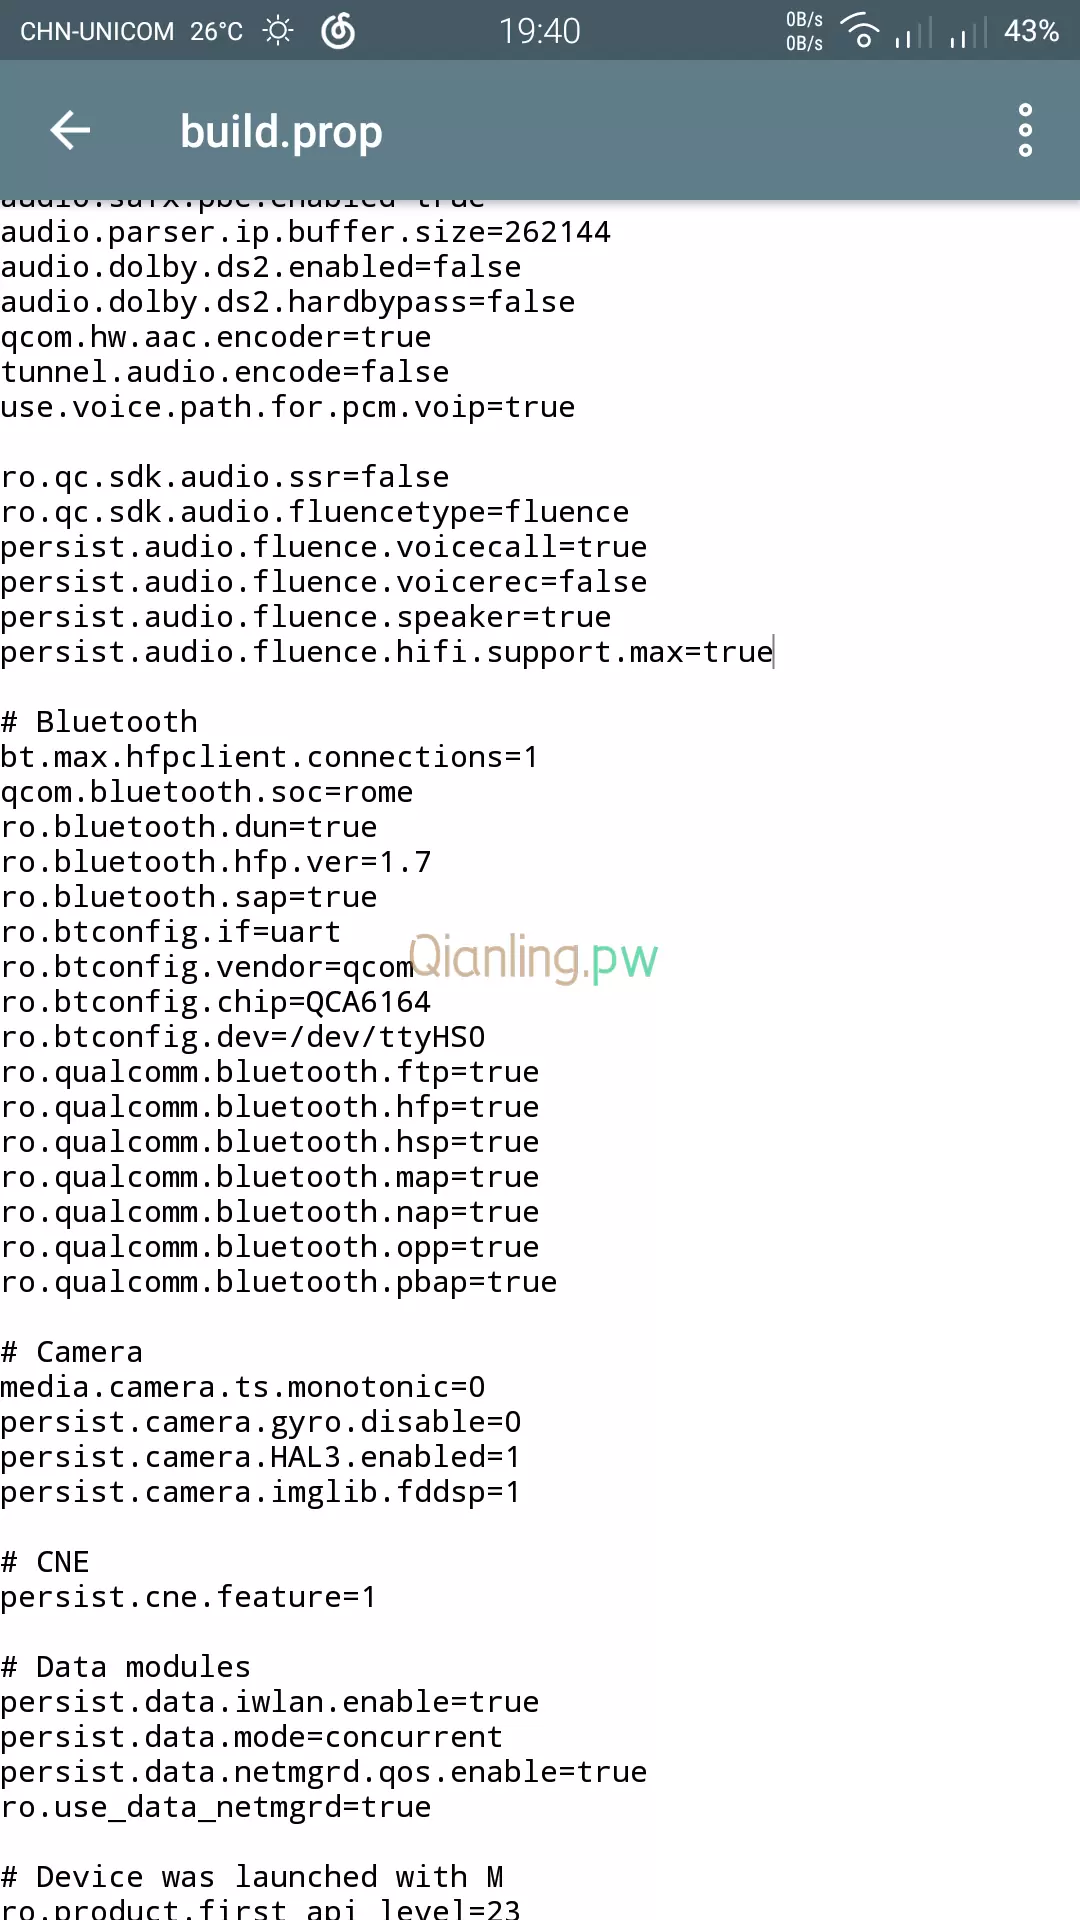 CHN-UNICOM 26°C 19:40 0B/s 0B/s 43%
build.prop
audio.safx.pbe.enabled=true
audio.parser.ip.buffer.size=262144
audio.dolby.ds2.enabled=false
audio.dolby.ds2.hardbypass=false
qcom.hw.aac.encoder=true
tunnel.audio.encode=false
use.voice.path.for.pcm.voip=true
ro.qc.sdk.audio.ssr=false
ro.qc.sdk.audio.fluencetype=fluence
persist.audio.fluence.voicecall=true
persist.audio.fluence.voicerec=false
persist.audio.fluence.speaker=true
persist.audio.fluence.hifi.support.max=true
# Bluetooth
bt.max.hfpclient.connections=1
qcom.bluetooth.soc=rome
ro.bluetooth.dun=true
ro.bluetooth.hfp.ver=1.7
ro.bluetooth.sap=true
ro.btconfig.if=uart
ro.btconfig.vendor=qcom
Qianling.pw
ro.btconfig.chip=QCA6164
ro.btconfig.dev=/dev/ttyHS0
ro.qualcomm.bluetooth.ftp=true
ro.qualcomm.bluetooth.hfp=true
ro.qualcomm.bluetooth.hsp=true
ro.qualcomm.bluetooth.map=true
ro.qualcomm.bluetooth.nap=true
ro.qualcomm.bluetooth.opp=true
ro.qualcomm.bluetooth.pbap=true
# Camera
media.camera.ts.monotonic=0
persist.camera.gyro.disable=0
persist.camera.HAL3.enabled=1
persist.camera.imglib.fddsp=1
# CNE
persist.cne.feature=1
# Data modules
persist.data.iwlan.enable=true
persist.data.mode=concurrent
persist.data.netmgrd.qos.enable=true
ro.use_data_netmgrd=true
# Device was launched with M
ro.product.first_api_level=23